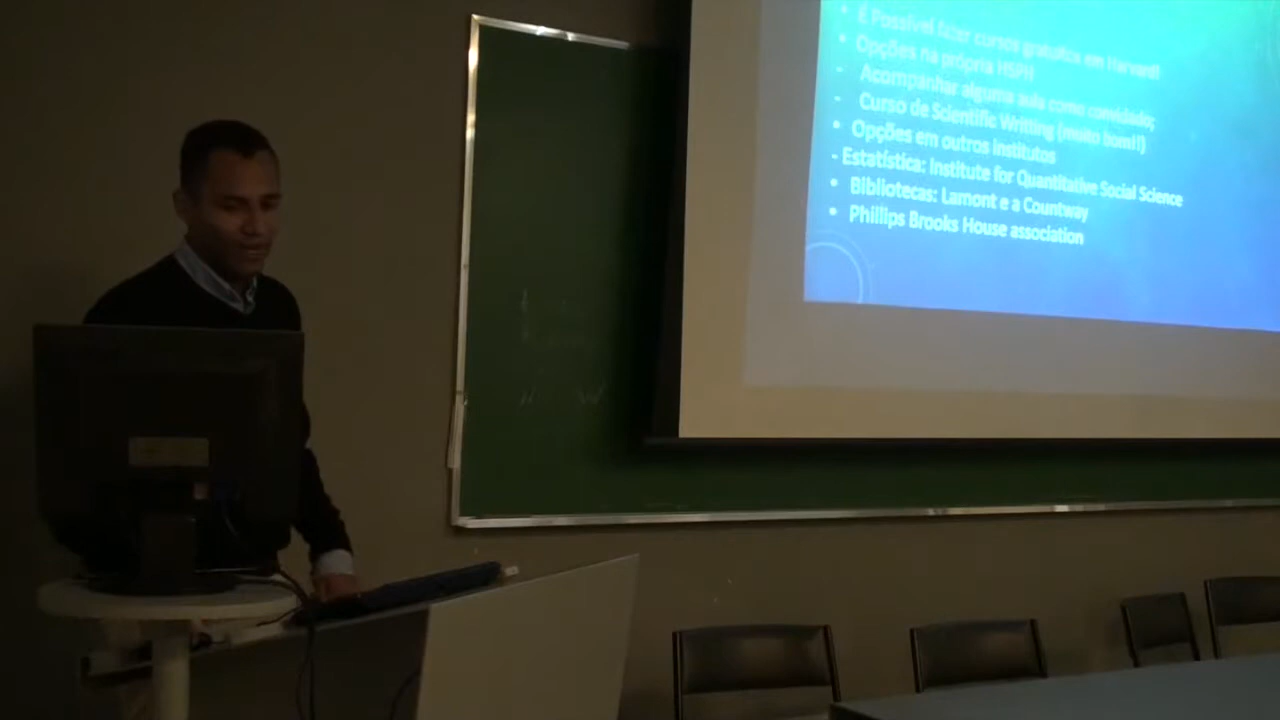 • É Possível fazer cursos gratuitos em Harvard
• Opções na própria HSPH
- Acompanhar alguma aula como convidado;
- Curso de Scientific Writting (muito bom!!)
• Opções em outros institutos
- Estatística: Institute for Quantitative Social Science
• Bibliotecas: Lamont e a Countway
• Phillips Brooks House association